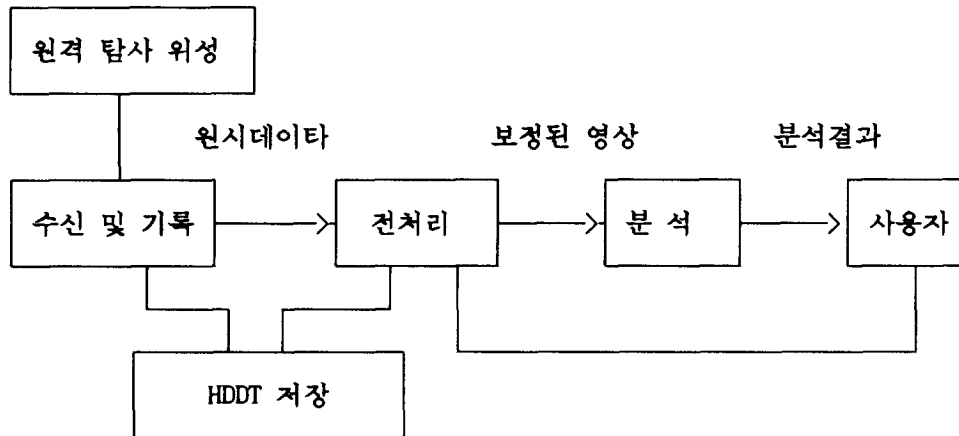 원격 탐사 위성
원시데이타
보정된 영상
분석결과
수신 및 기록
전처리
분 석
사용자
HDDT 저장